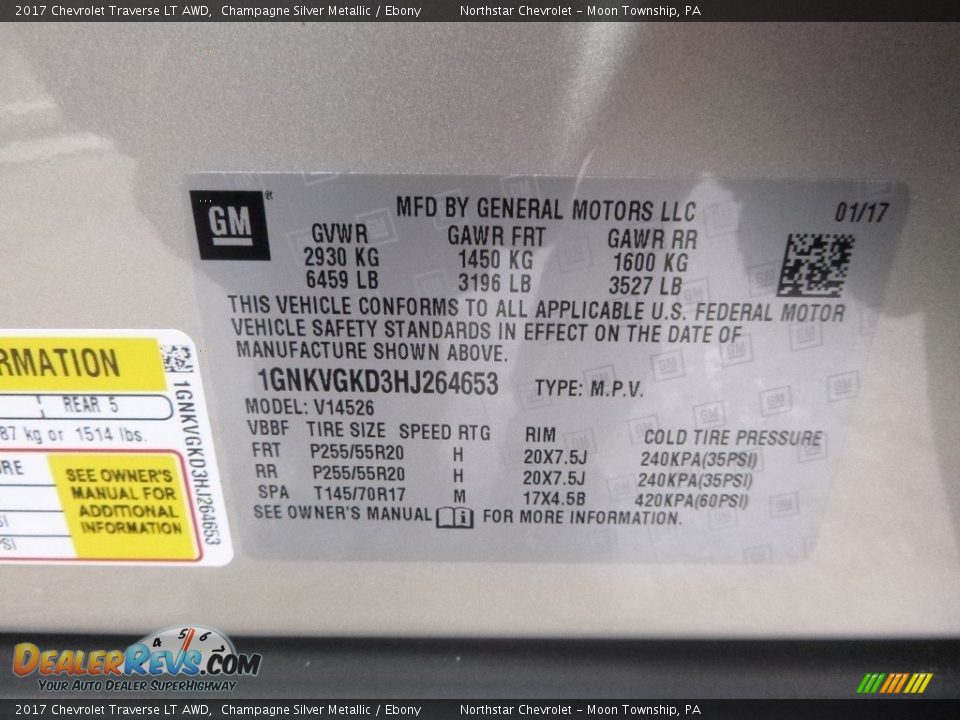 2017 Chevrolet Traverse LT AWD, Champagne Silver Metallic / Ebony Northstar Chevrolet - Moon Township, PA
GM ®
MFD BY GENERAL MOTORS LLC 01/17
GVWR GAWR FRT GAWR RR
2930 KG 1450 KG 1600 KG
6459 LB 3196 LB 3527 LB
THIS VEHICLE CONFORMS TO ALL APPLICABLE U.S. FEDERAL MOTOR
VEHICLE SAFETY STANDARDS IN EFFECT ON THE DATE OF
MANUFACTURE SHOWN ABOVE.
1GNKVGKD3HJ264653 TYPE: M.P.V.
MODEL: V14526
VBBF TIRE SIZE SPEED RTG RIM COLD TIRE PRESSURE
FRT P255/55R20 H 20X7.5J 240KPA(35PSI)
RR P255/55R20 H 20X7.5J 240KPA(35PSI)
SPA T145/70R17 M 17X4.5B 420KPA(60PSI)
SEE OWNER'S MANUAL i FOR MORE INFORMATION.
RMATION
REAR 5
87 kg or 1514 lbs.
URE
SI
PSI
SEE OWNER'S
MANUAL FOR
ADDITIONAL
INFORMATION
1GNKVGKD3HJ264653
4 5 6
DealerRevs.com
Your Auto Dealer SuperHighway
2017 Chevrolet Traverse LT AWD, Champagne Silver Metallic / Ebony Northstar Chevrolet - Moon Township, PA